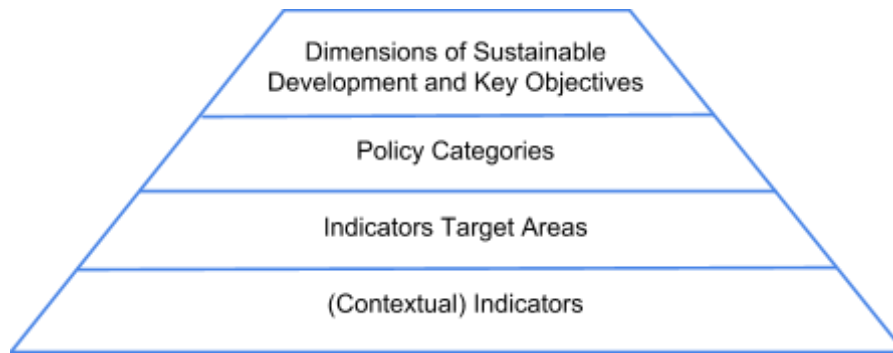 Dimensions of Sustainable
Development and Key Objectives
Policy Categories
Indicators Target Areas
(Contextual) Indicators